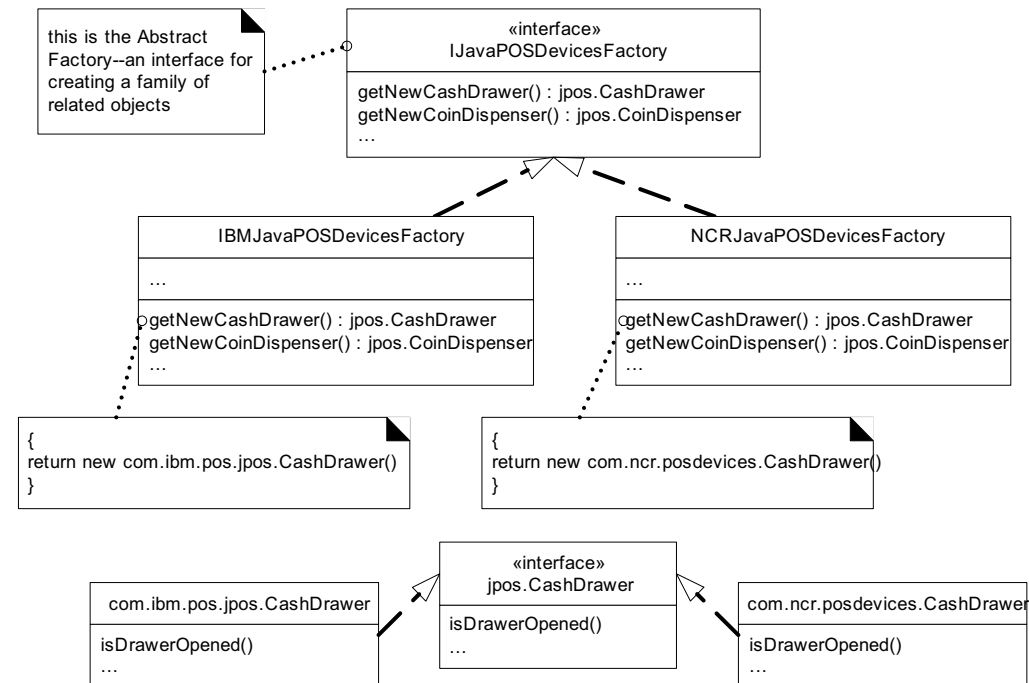 this is the Abstract
Factory--an interface for
creating a family of
related objects
«interface»
IJavaPOSDevicesFactory
getNewCashDrawer() : jpos.CashDrawer
getNewCoinDispenser() : jpos.CoinDispenser
...
IBMJavaPOSDevicesFactory
...
getNewCashDrawer() : jpos.CashDrawer
getNewCoinDispenser() : jpos.CoinDispenser
...
NCRJavaPOSDevicesFactory
...
getNewCashDrawer() : jpos.CashDrawer
getNewCoinDispenser() : jpos.CoinDispenser
...
{
return new com.ibm.pos.jpos.CashDrawer()
}
{
return new com.ncr.posdevices.CashDrawer()
}
com.ibm.pos.jpos.CashDrawer
isDrawerOpened()
...
«interface»
jpos.CashDrawer
isDrawerOpened()
...
com.ncr.posdevices.CashDrawer
isDrawerOpened()
...